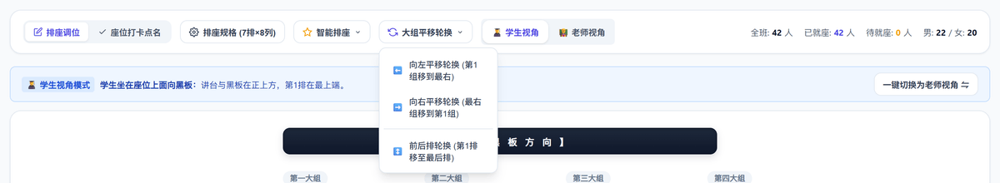 排座调位
座位打卡点名
排座规格 (7排×8列)
智能排座
大组平移轮换
学生视角
老师视角
全班: 42 人
已就座: 42 人
待就座: 0 人
男: 22 / 女: 20
向左平移轮换 (第1
组移到最右)
向右平移轮换 (最右
组移到第1组)
前后排轮换 (第1排
移至最后排)
学生视角模式
学生坐在座位上面向黑板：讲台与黑板在正上方，第1排在最上端。
一键切换为老师视角
板 方 向 】
第一大组
第二大组
第三大组
第四大组